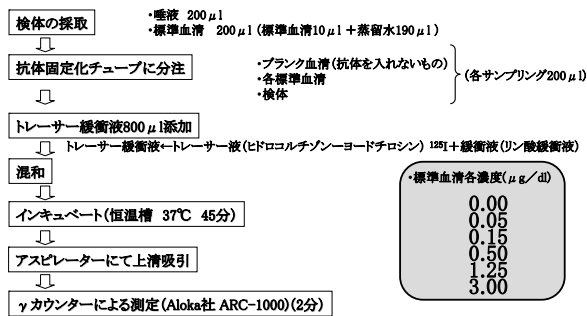 検体の採取
・唾液 200μl
・標準血清 200μl(標準血清10μl+蒸留水190μl)
抗体固定化チューブに分注
・ブランク血清(抗体を入れないもの)
・各標準血清
・検体
(各サンプリング200μl)
トレーサー緩衝液800μl添加
トレーサー緩衝液←トレーサー液(ヒドロコルチゾンーヨードチロシン) ¹²⁵I+緩衝液(リン酸緩衝液)
混和
インキュベート(恒温槽 37℃ 45分)
アスピレーターにて上清吸引
γカウンターによる測定(Aloka社 ARC-1000)(2分)
・標準血清各濃度(μg/dl)
0.00
0.05
0.15
0.50
1.25
3.00